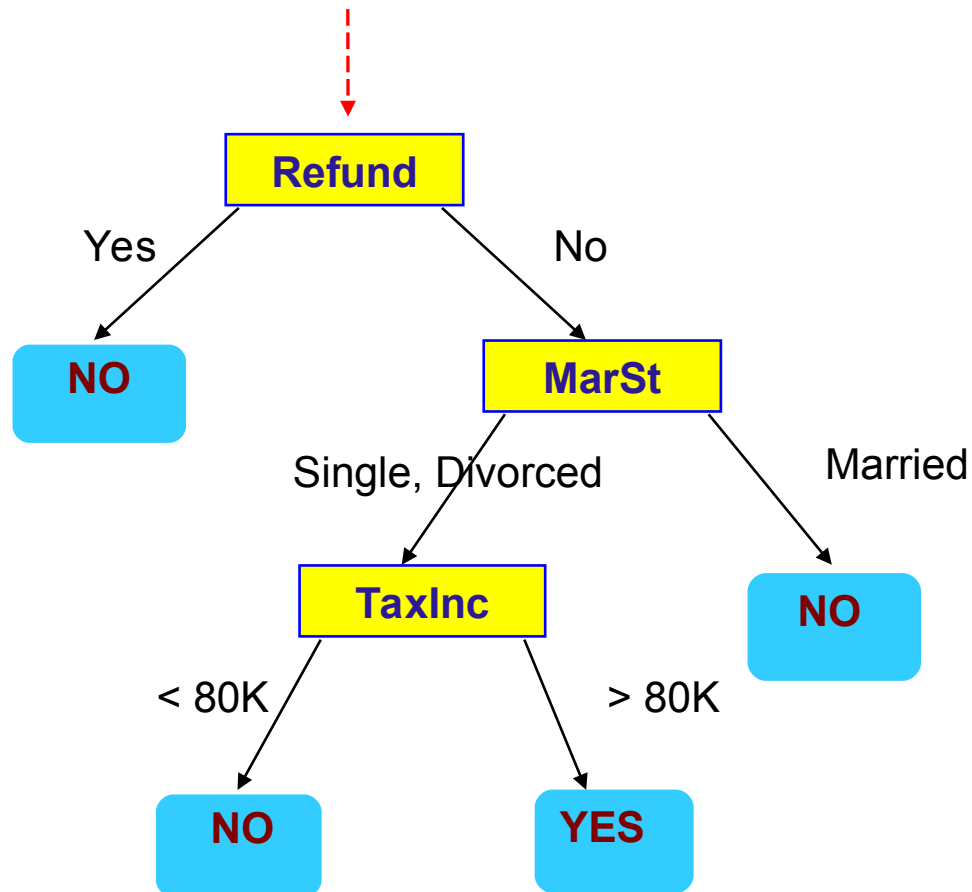 Refund
Yes
No
NO
MarSt
Single, Divorced
Married
TaxInc
NO
< 80K
> 80K
NO
YES